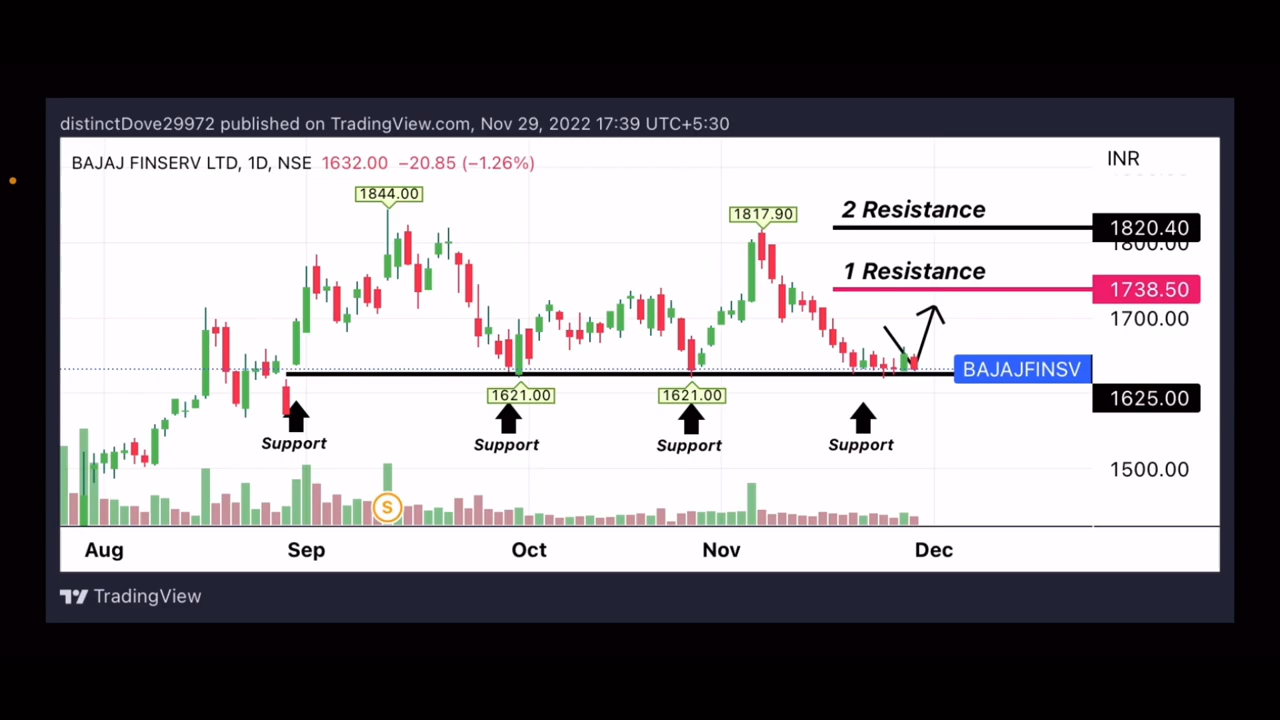 distinctDove29972 published on TradingView.com, Nov 29, 2022 17:39 UTC+5:30
BAJAJ FINSERV LTD, 1D, NSE 1632.00 −20.85 (−1.26%)
INR
1844.00
1817.90
2 Resistance
1820.40
1800.00
1 Resistance
1738.50
1700.00
BAJAJFINSV
1621.00
1621.00
1625.00
Support
Support
Support
Support
1500.00
S
Aug Sep Oct Nov Dec
TradingView